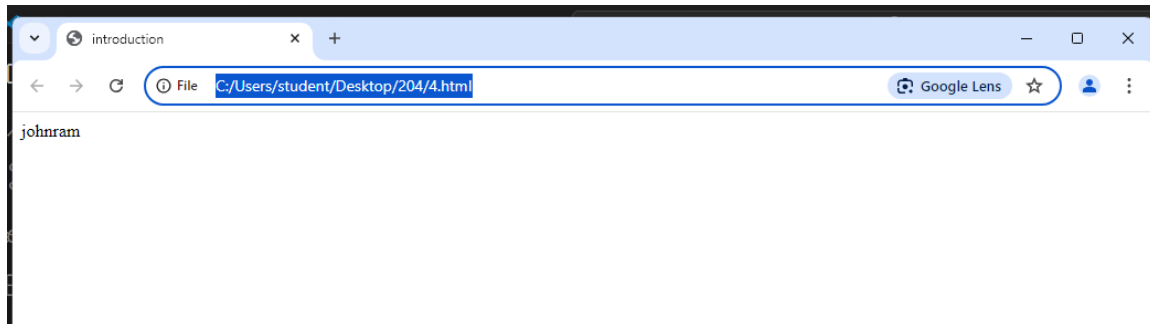 introduction
File C:/Users/student/Desktop/204/4.html Google Lens
johnram